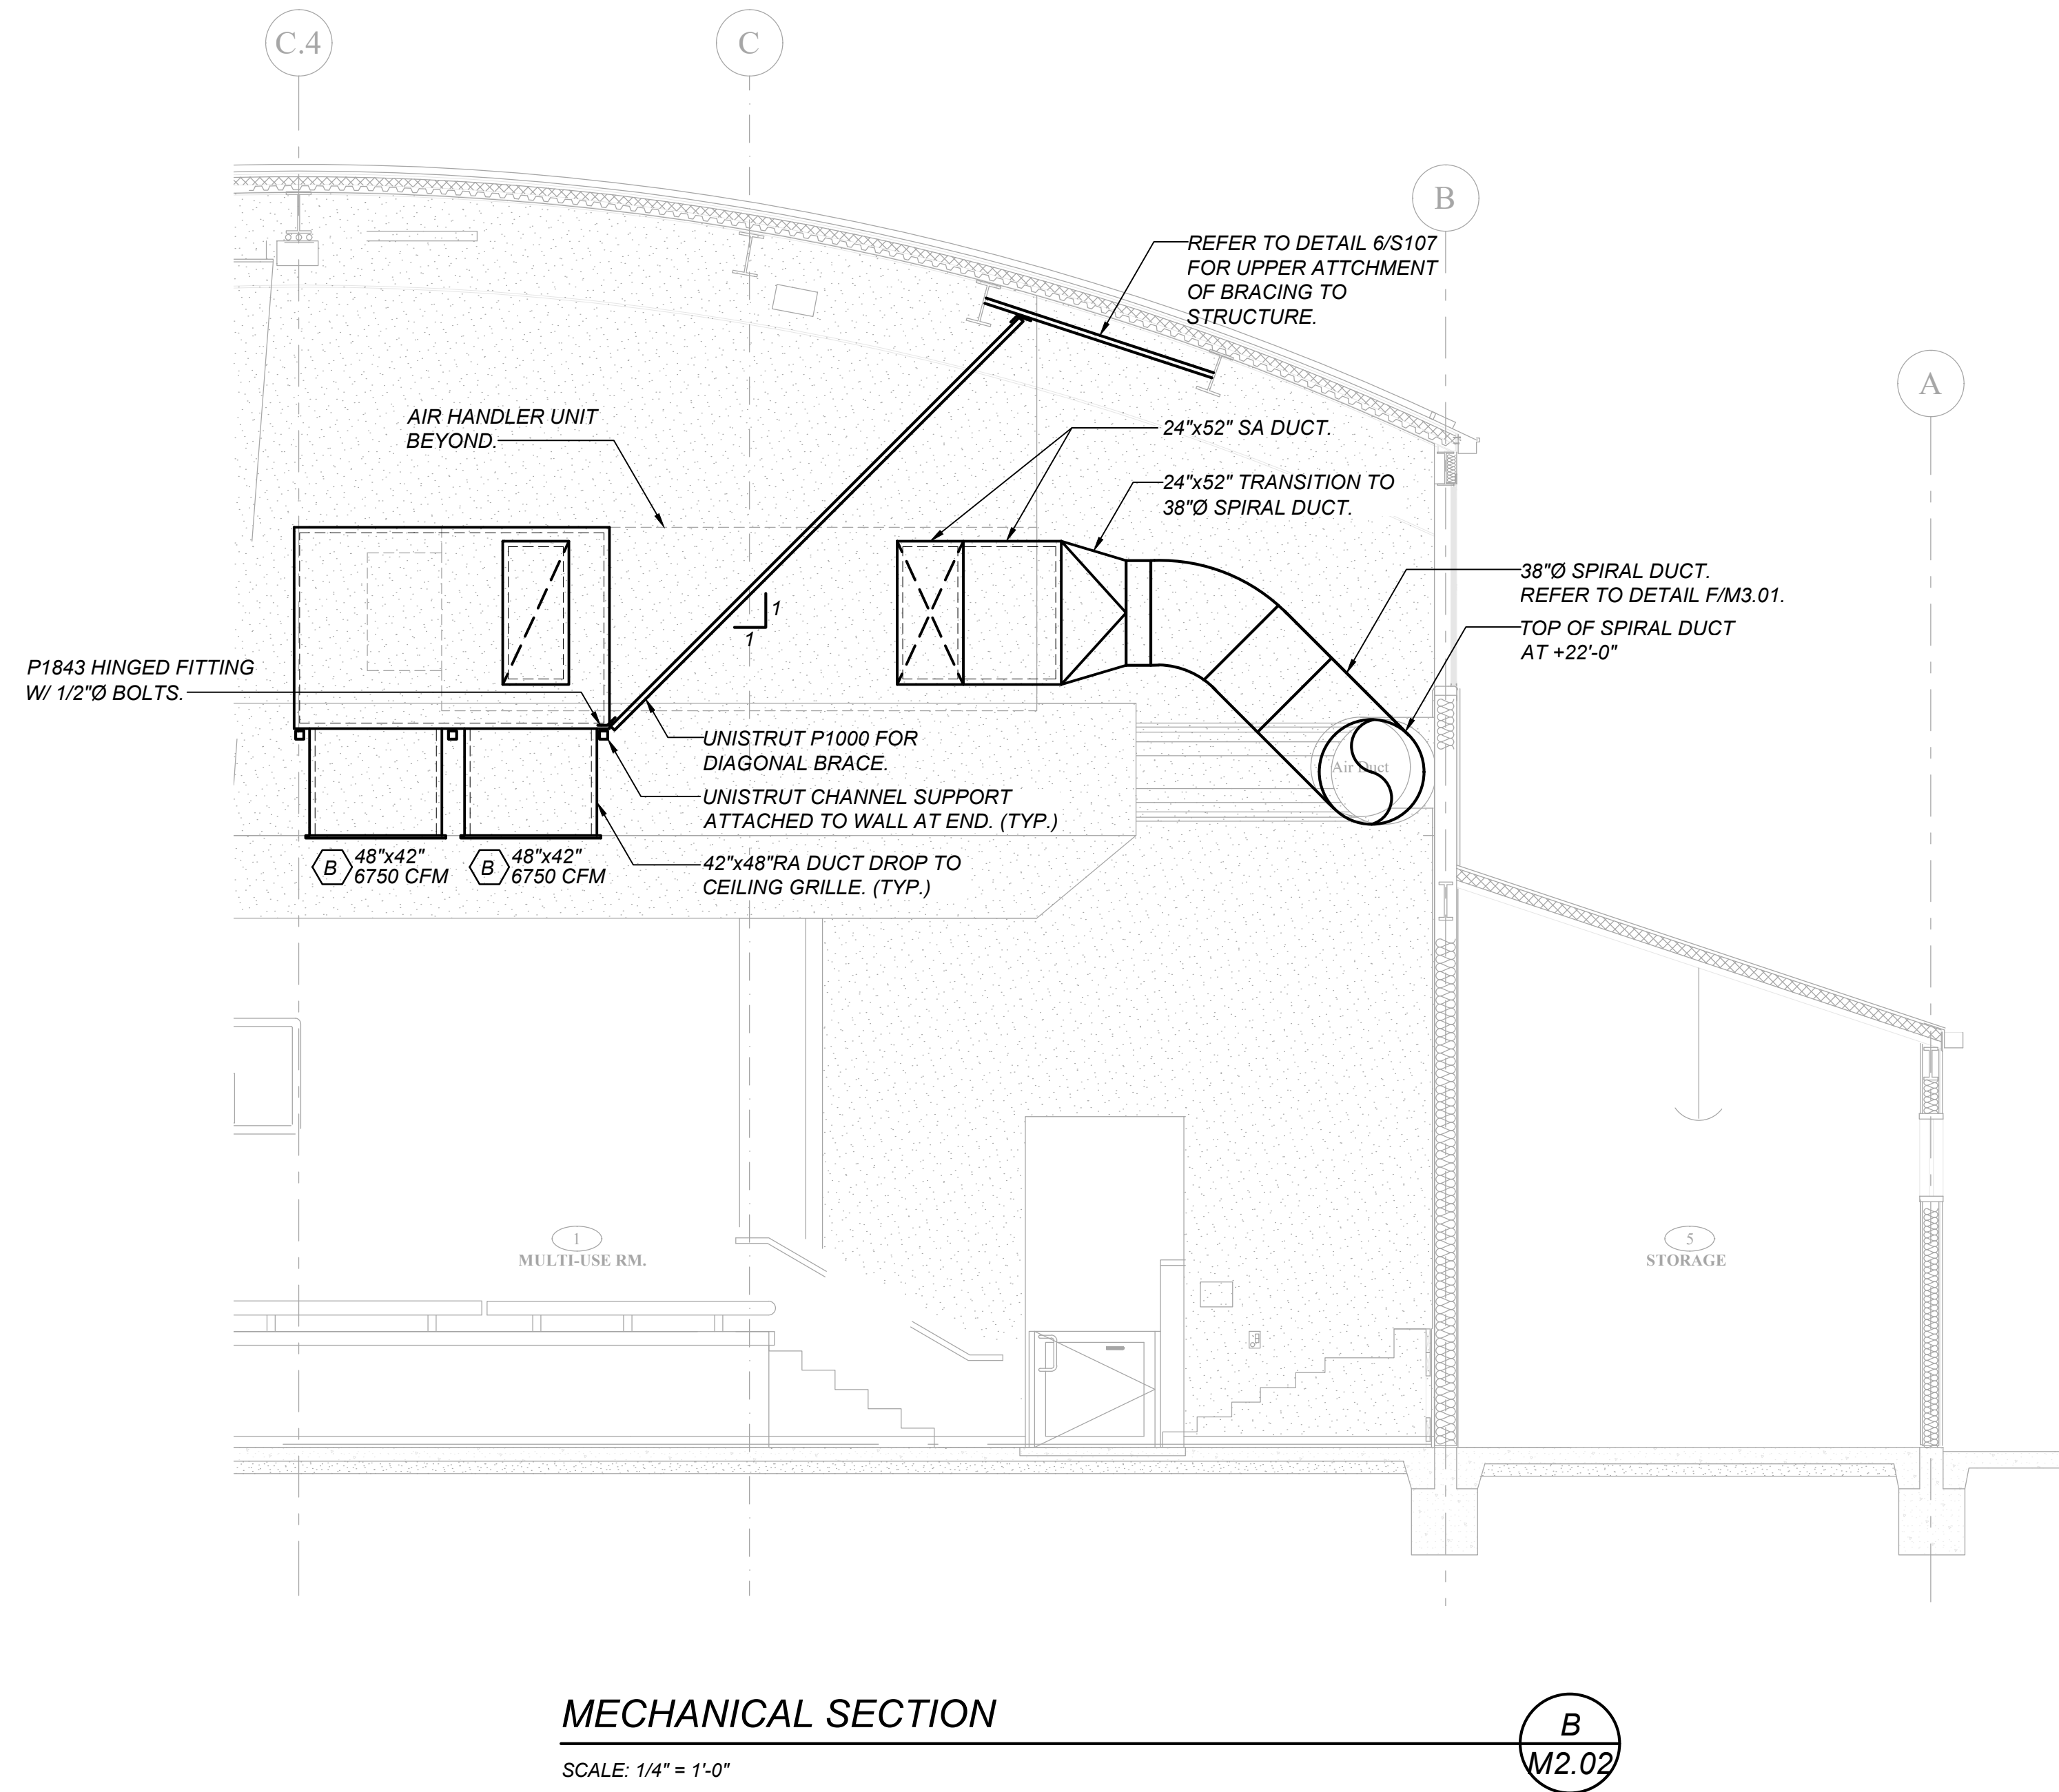 C.4
C
B
A
REFER TO DETAIL 6/S107
FOR UPPER ATTCHMENT
OF BRACING TO
STRUCTURE.
AIR HANDLER UNIT
BEYOND.
24"x52" SA DUCT.
24"x52" TRANSITION TO
38"Ø SPIRAL DUCT.
38"Ø SPIRAL DUCT.
REFER TO DETAIL F/M3.01.
TOP OF SPIRAL DUCT
AT +22'-0"
1
1
P1843 HINGED FITTING
W/ 1/2"Ø BOLTS.
UNISTRUT P1000 FOR
DIAGONAL BRACE.
Air Duct
UNISTRUT CHANNEL SUPPORT
ATTACHED TO WALL AT END. (TYP.)
42"x48"RA DUCT DROP TO
CEILING GRILLE. (TYP.)
B
48"x42"
6750 CFM
B
48"x42"
6750 CFM
1
MULTI-USE RM.
5
STORAGE
MECHANICAL SECTION
SCALE: 1/4" = 1'-0"
B
M2.02